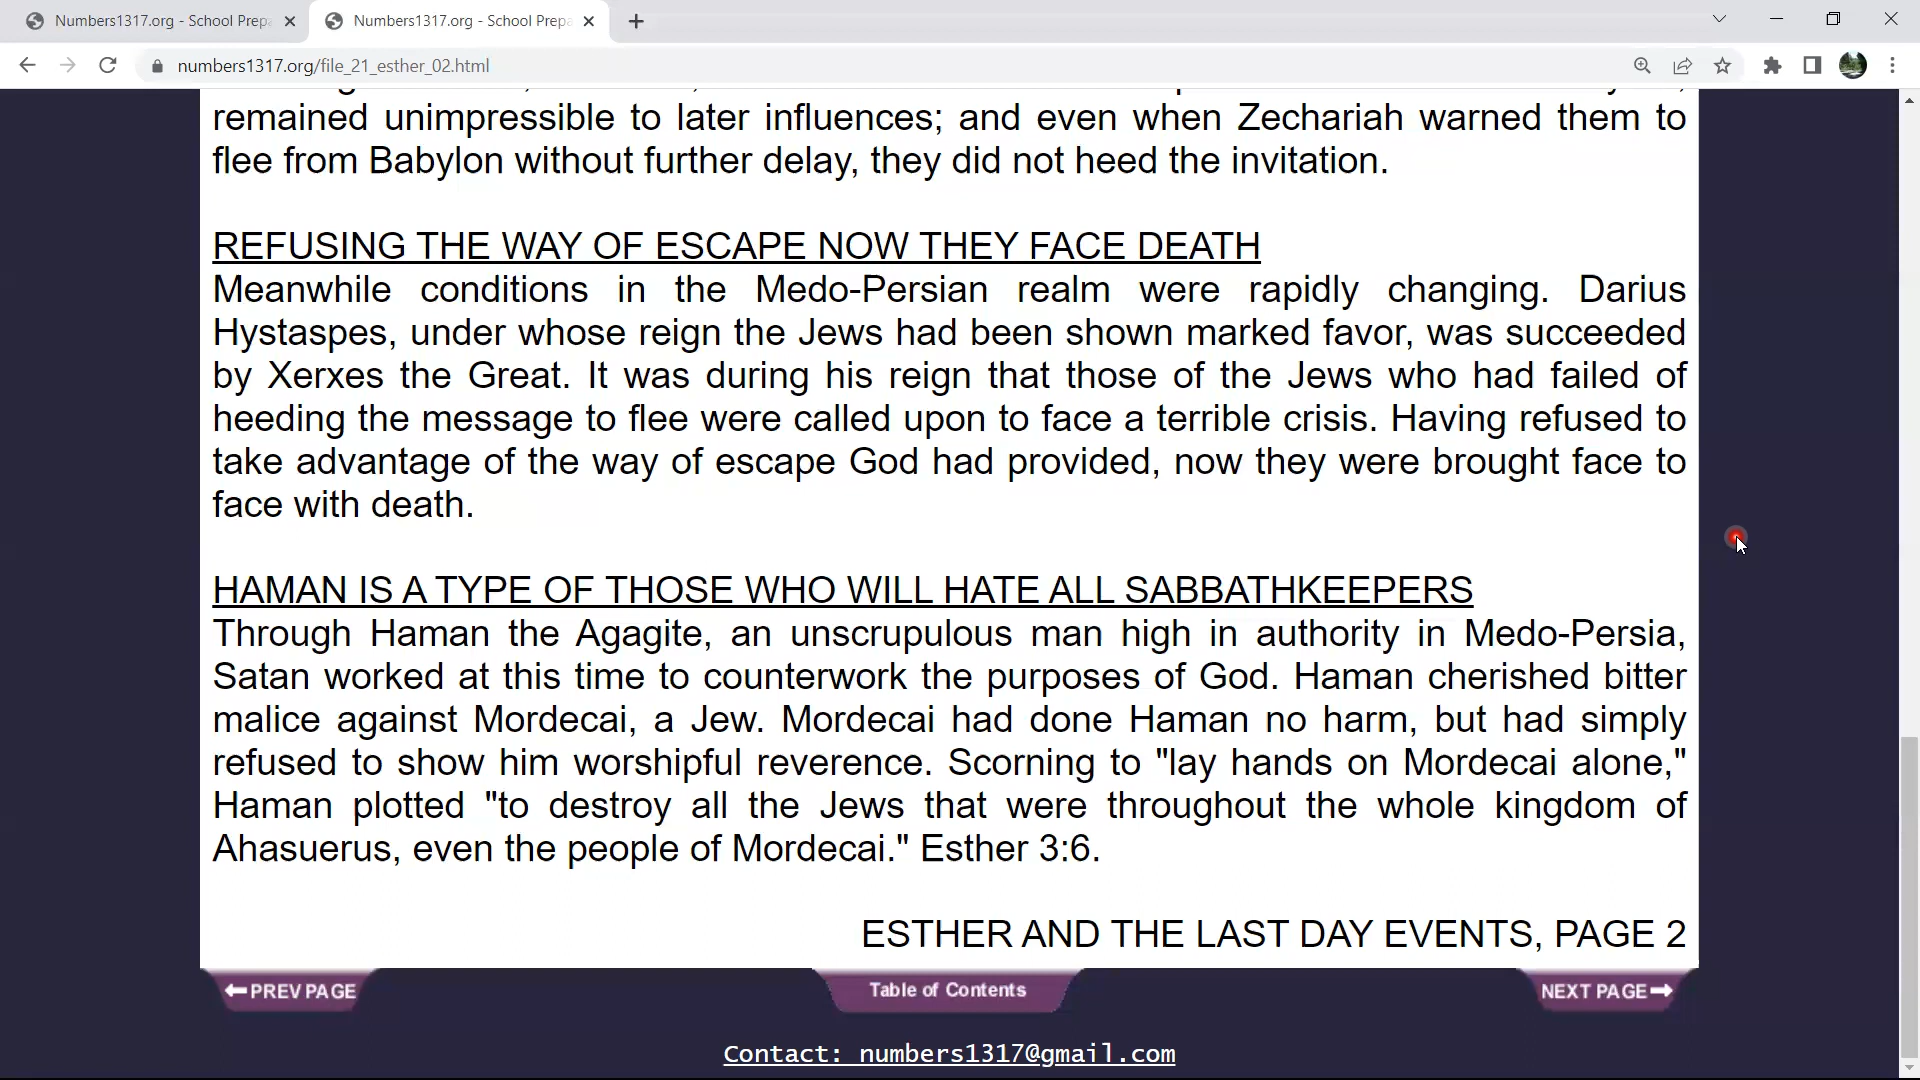 Numbers1317.org - School Prepa
Numbers1317.org - School Prepa
numbers1317.org/file_21_esther_02.html
remained unimpressible to later influences; and even when Zechariah warned them to
flee from Babylon without further delay, they did not heed the invitation.
REFUSING THE WAY OF ESCAPE NOW THEY FACE DEATH
Meanwhile conditions in the Medo-Persian realm were rapidly changing. Darius
Hystaspes, under whose reign the Jews had been shown marked favor, was succeeded
by Xerxes the Great. It was during his reign that those of the Jews who had failed of
heeding the message to flee were called upon to face a terrible crisis. Having refused to
take advantage of the way of escape God had provided, now they were brought face to
face with death.
HAMAN IS A TYPE OF THOSE WHO WILL HATE ALL SABBATHKEEPERS
Through Haman the Agagite, an unscrupulous man high in authority in Medo-Persia,
Satan worked at this time to counterwork the purposes of God. Haman cherished bitter
malice against Mordecai, a Jew. Mordecai had done Haman no harm, but had simply
refused to show him worshipful reverence. Scorning to "lay hands on Mordecai alone,"
Haman plotted "to destroy all the Jews that were throughout the whole kingdom of
Ahasuerus, even the people of Mordecai." Esther 3:6.
ESTHER AND THE LAST DAY EVENTS, PAGE 2
PREV PAGE
Table of Contents
NEXT PAGE
Contact: numbers1317@gmail.com